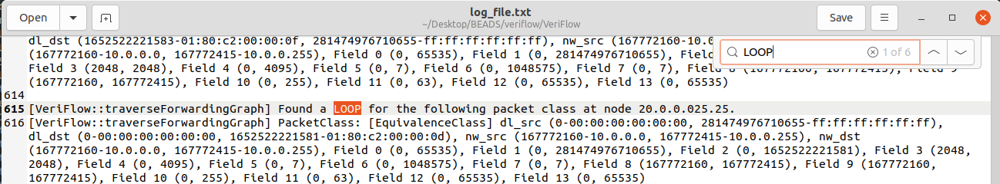 Open
log_file.txt
~/Desktop/BEADS/veriflow/VeriFlow
Save
LOOP
1 of 6
dl_dst (1652522221583-01:80:c2:00:00:0f, 281474976710655-ff:ff:ff:ff:ff:ff), nw_src (167772160-10.0
(167772160-10.0.0.0, 167772415-10.0.0.255), Field 0 (0, 65535), Field 1 (0, 281474976710655), Field
Field 3 (2048, 2048), Field 4 (0, 4095), Field 5 (0, 7), Field 6 (0, 1048575), Field 7 (0, 7), Field 8 (167772160, 167772415), Field 9
(167772160, 167772415), Field 10 (0, 255), Field 11 (0, 63), Field 12 (0, 65535), Field 13 (0, 65535)
614
615 [VeriFlow::traverseForwardingGraph] Found a LOOP for the following packet class at node 20.0.0.025.25.
616 [VeriFlow::traverseForwardingGraph] PacketClass: [EquivalenceClass] dl_src (0-00:00:00:00:00:00, 281474976710655-ff:ff:ff:ff:ff:ff),
dl_dst (0-00:00:00:00:00:00, 1652522221581-01:80:c2:00:00:0d), nw_src (167772160-10.0.0.0, 167772415-10.0.0.255), nw_dst
(167772160-10.0.0.0, 167772415-10.0.0.255), Field 0 (0, 65535), Field 1 (0, 281474976710655), Field 2 (0, 1652522221581), Field 3 (2048,
2048), Field 4 (0, 4095), Field 5 (0, 7), Field 6 (0, 1048575), Field 7 (0, 7), Field 8 (167772160, 167772415), Field 9 (167772160,
167772415), Field 10 (0, 255), Field 11 (0, 63), Field 12 (0, 65535), Field 13 (0, 65535)